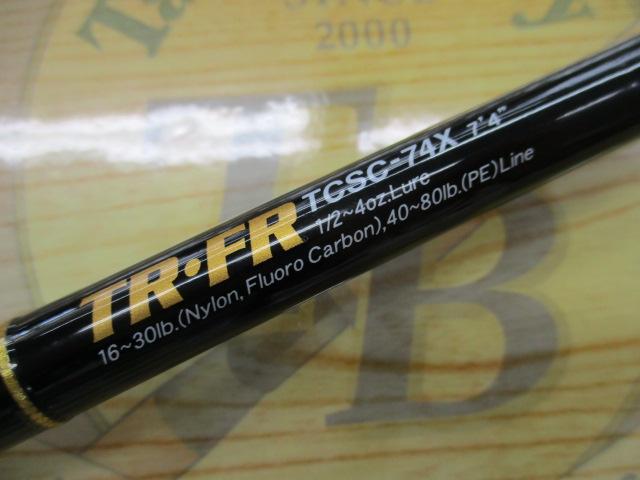 SINCE
2000
TR·FR TCSC-74X 7'4"
1/2~4oz.Lure
16~30lb.(Nylon, Fluoro Carbon),40~80lb.(PE)Line
B